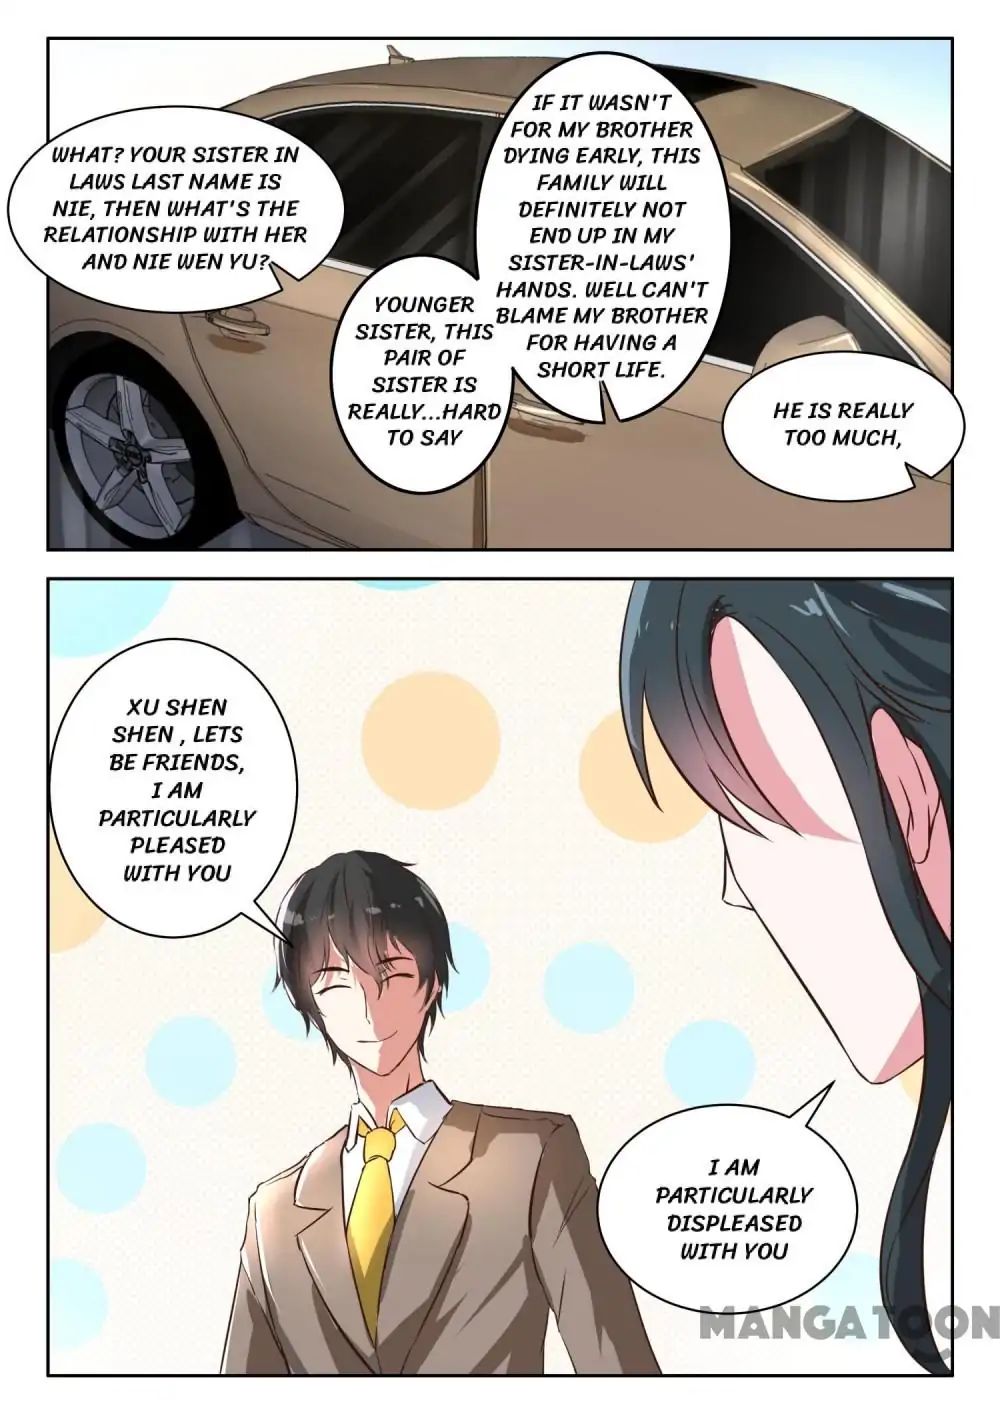 WHAT? YOUR SISTER IN
LAWS LAST NAME IS
NIE, THEN WHAT'S THE
RELATIONSHIP WITH HER
AND NIE WEN YU?
YOUNGER
SISTER, THIS
PAIR OF
SISTER IS
REALLY...HARD
TO SAY
IF IT WASN'T
FOR MY BROTHER
DYING EARLY, THIS
FAMILY WILL
DEFINITELY NOT
END UP IN MY
SISTER-IN-LAWS'
HANDS. WELL CAN'T
BLAME MY BROTHER
FOR HAVING A
SHORT LIFE.
HE IS REALLY
TOO MUCH,
XU SHEN
SHEN , LETS
BE FRIENDS,
I AM
PARTICULARLY
PLEASED
WITH YOU
I AM
PARTICULARLY
DISPLEASED
WITH YOU
MANGATOON